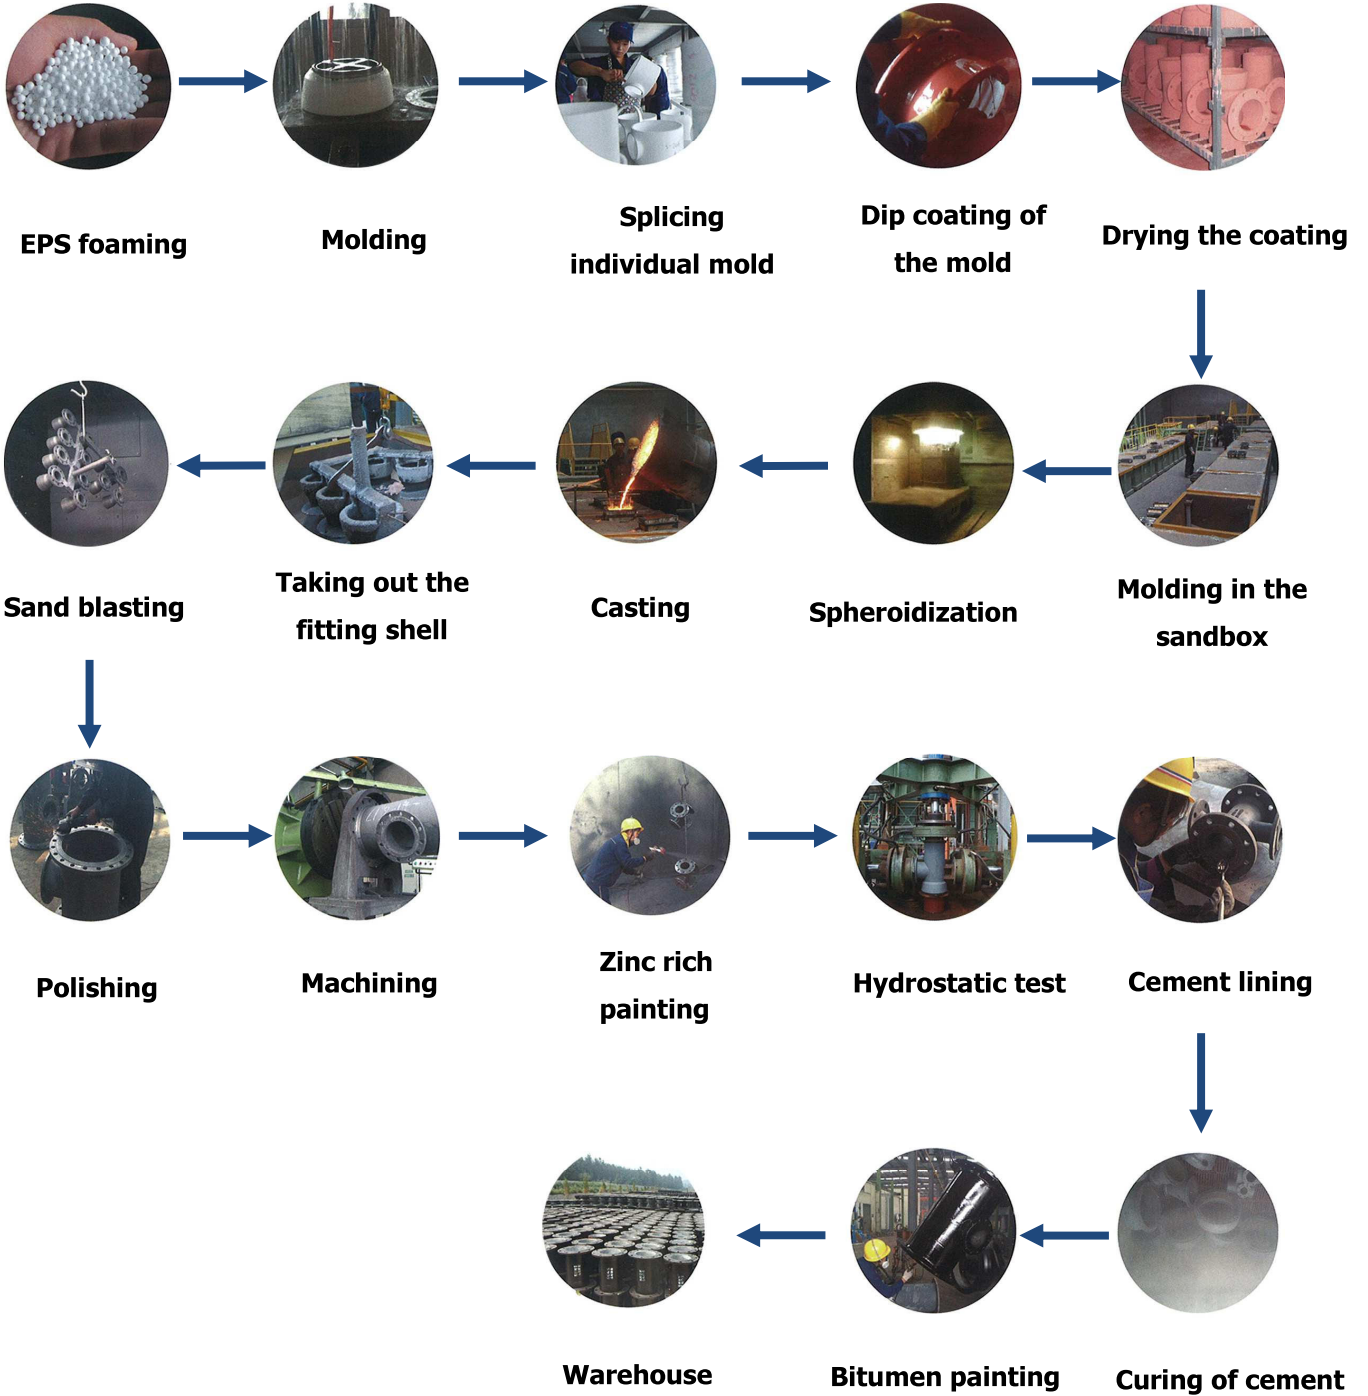 EPS foaming
Molding
Splicing
individual mold
Dip coating of
the mold
Drying the coating
Molding in the
sandbox
Spheroidization
Casting
Taking out the
fitting shell
Sand blasting
Polishing
Machining
Zinc rich
painting
Hydrostatic test
Cement lining
Curing of cement
Bitumen painting
Warehouse